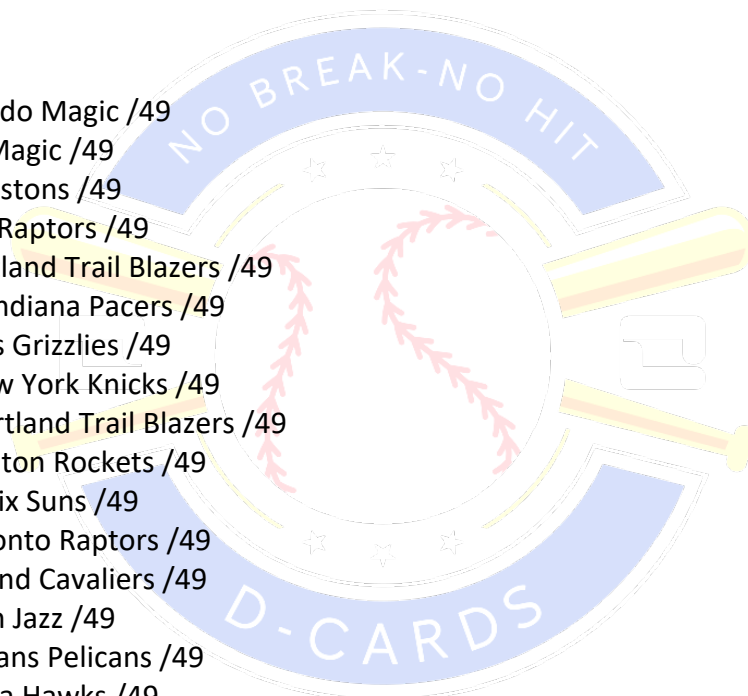 NO BREAK-NO HIT
do Magic /49
Magic /49
stons /49
Raptors /49
land Trail Blazers /49
ndiana Pacers /49
s Grizzlies /49
w York Knicks /49
rtland Trail Blazers /49
ton Rockets /49
ix Suns /49
onto Raptors /49
nd Cavaliers /49
n Jazz /49
ans Pelicans /49
a Hawks /49
D-CARDS